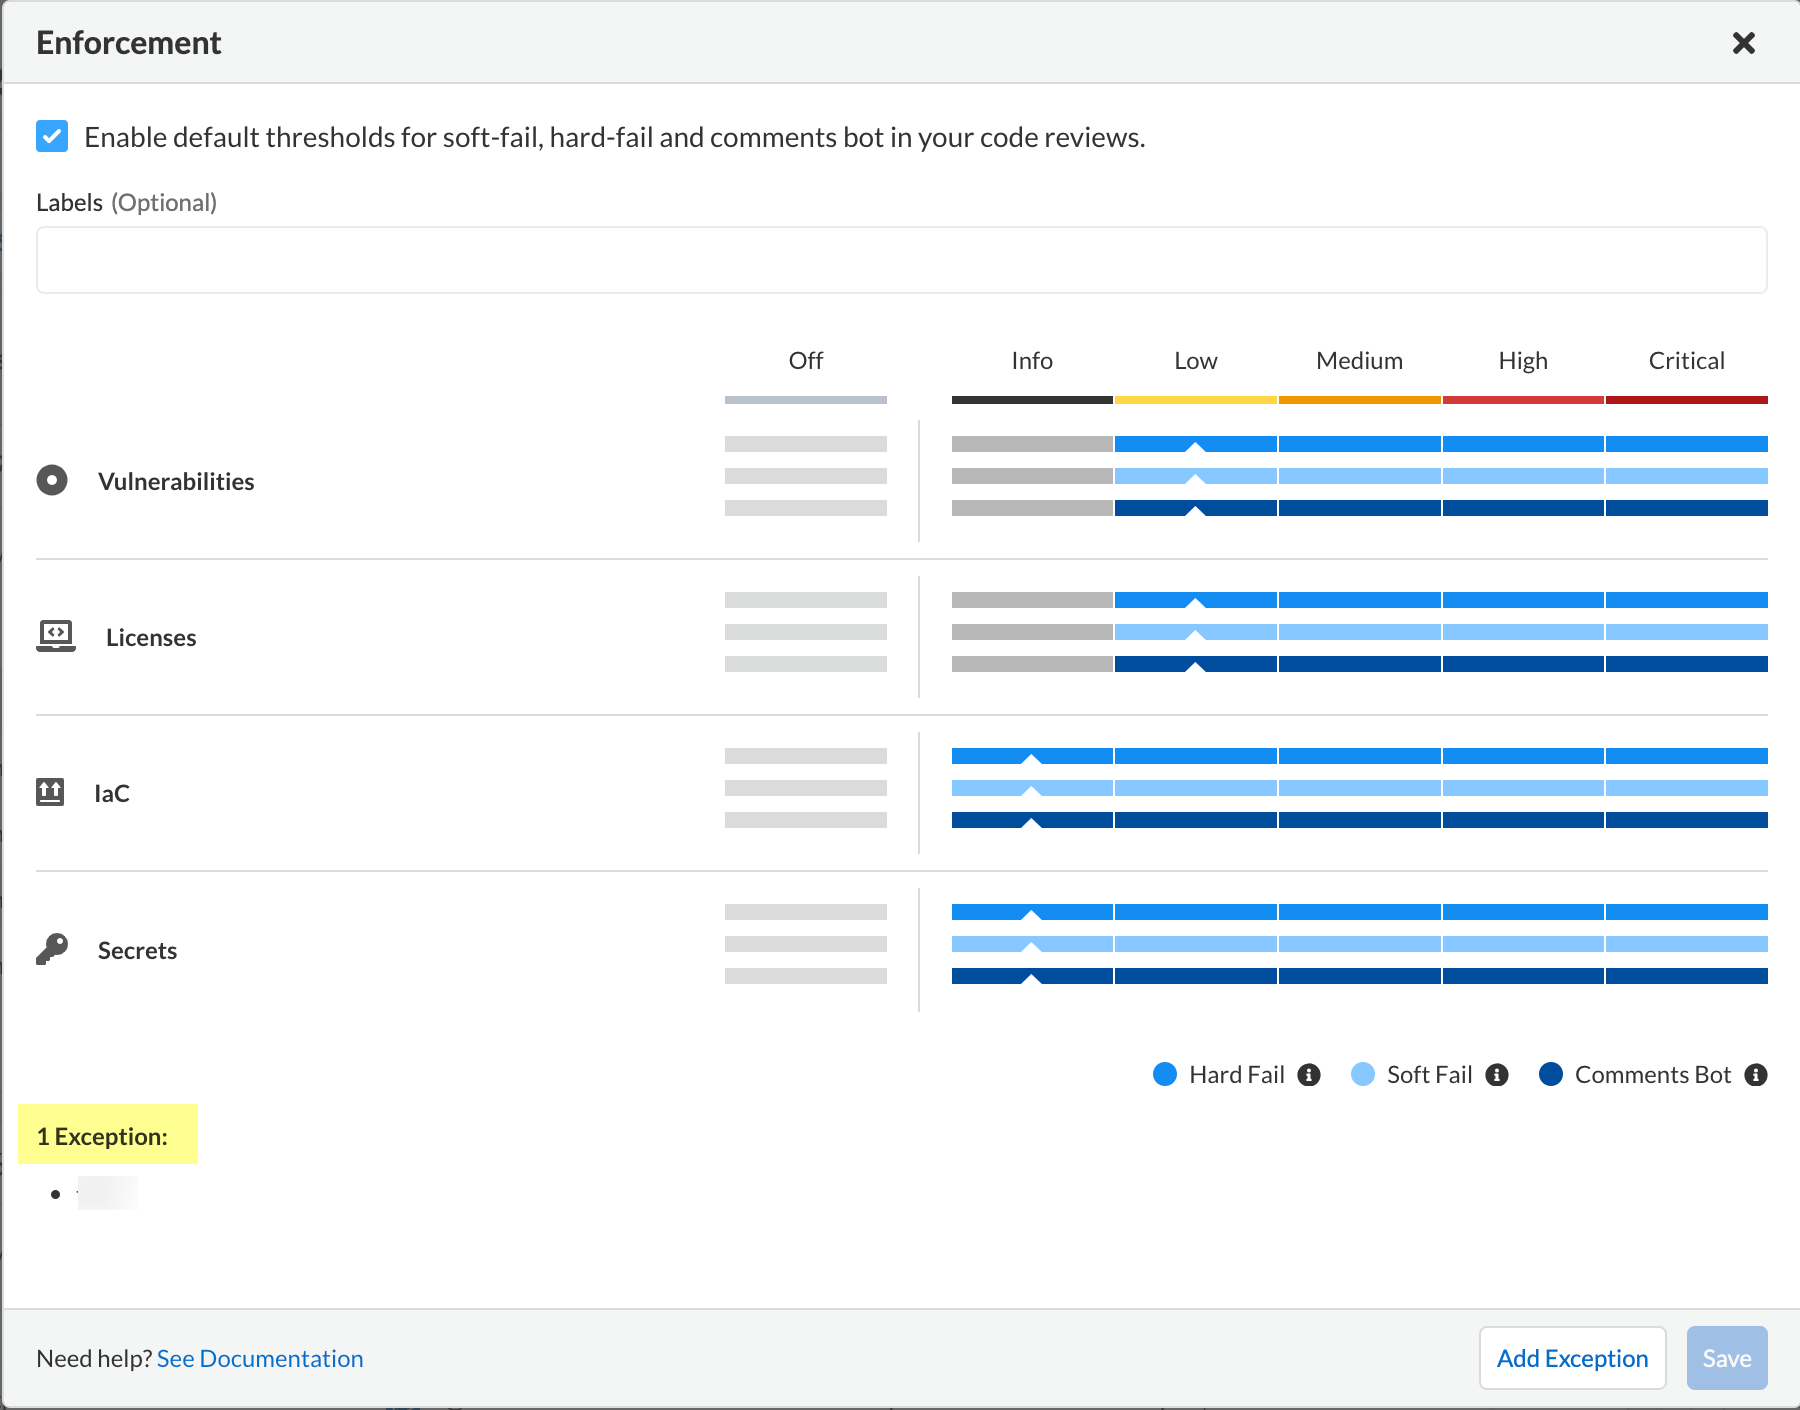 Enforcement
Enable default thresholds for soft-fail, hard-fail and comments bot in your code reviews.
Labels (Optional)
Off Info Low Medium High Critical
Vulnerabilities
Licenses
IaC
Secrets
Hard Fail Soft Fail Comments Bot
1 Exception:
Need help? See Documentation
Add Exception
Save